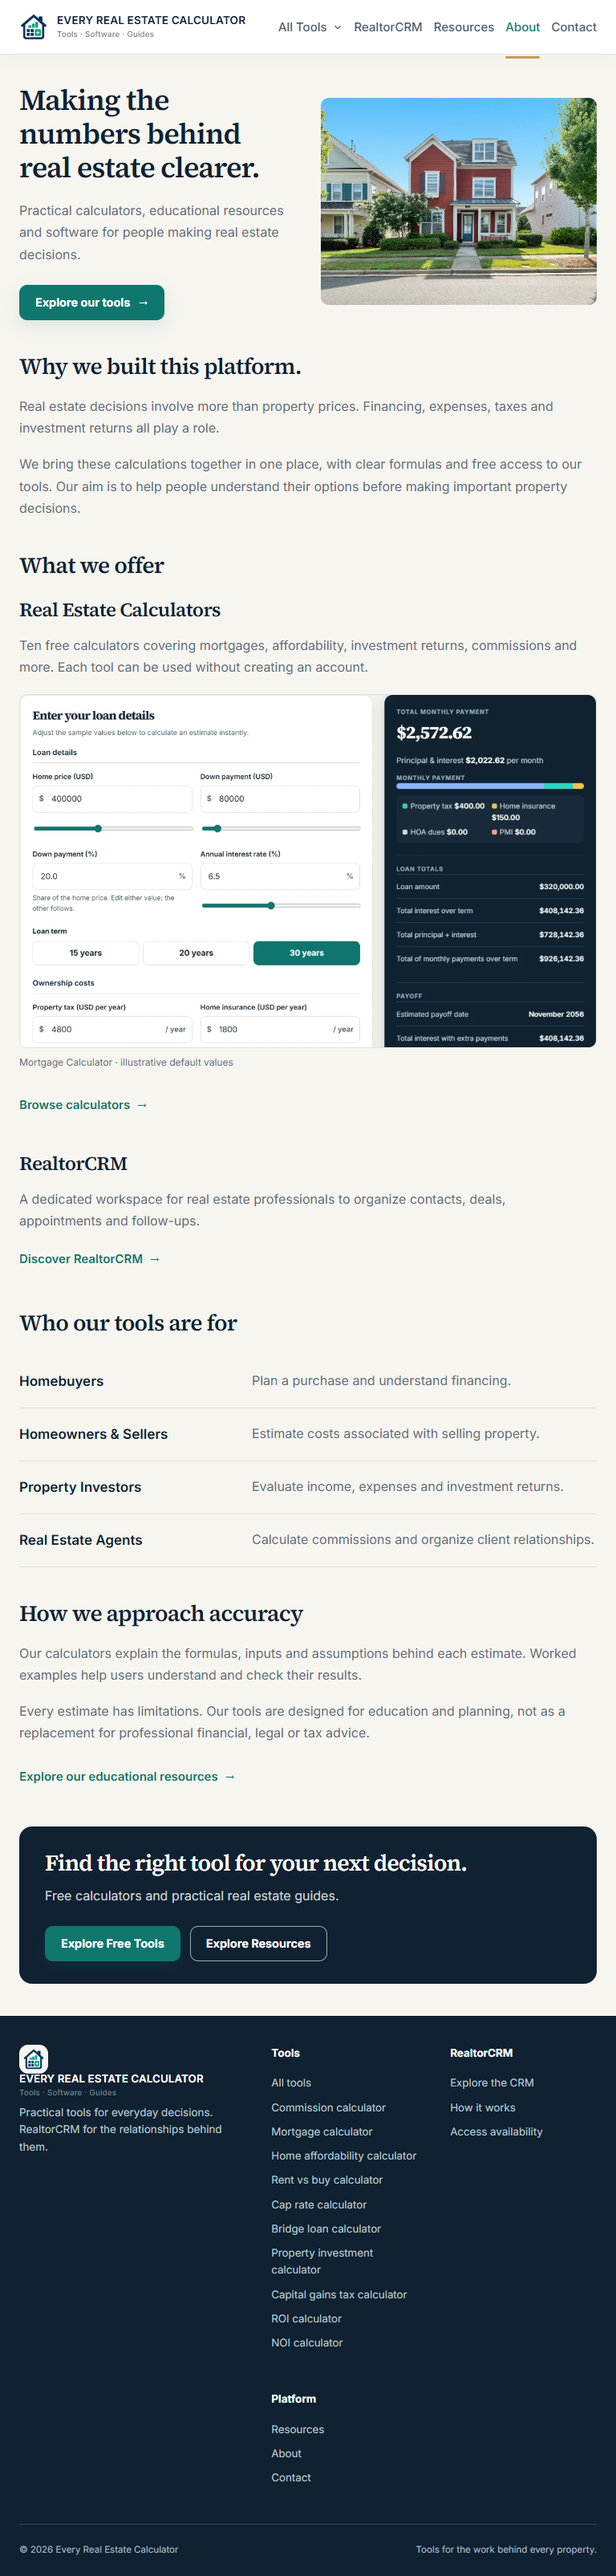 EVERY REAL ESTATE CALCULATOR
Tools · Software · Guides
All Tools
RealtorCRM
Resources
About
Contact
Making the
numbers behind
real estate clearer.
Practical calculators, educational resources
and software for people making real estate
decisions.
Explore our tools →
Why we built this platform.
Real estate decisions involve more than property prices. Financing, expenses, taxes and
investment returns all play a role.
We bring these calculations together in one place, with clear formulas and free access to our
tools. Our aim is to help people understand their options before making important property
decisions.
What we offer
Real Estate Calculators
Ten free calculators covering mortgages, affordability, investment returns, commissions and
more. Each tool can be used without creating an account.
Enter your loan details
Adjust the sample values below to calculate an estimate instantly.
Loan details
Home price (USD)
Down payment (USD)
$ 400000
$ 80000
Down payment (%)
Annual interest rate (%)
20.0 %
6.5 %
Share of the home price. Edit either value; the
other follows.
Loan term
15 years
20 years
30 years
Ownership costs
Property tax (USD per year)
Home insurance (USD per year)
$ 4800 / year
$ 1800 / year
TOTAL MONTHLY PAYMENT
$2,572.62
Principal & interest $2,022.62 per month
MONTHLY PAYMENT
Property tax $400.00
Home insurance
$150.00
HOA dues $0.00
PMI $0.00
LOAN TOTALS
Loan amount $320,000.00
Total interest over term $408,142.36
Total principal + interest $728,142.36
Total of monthly payments over term $926,142.36
PAYOFF
Estimated payoff date November 2056
Total interest with extra payments $408,142.36
Mortgage Calculator · illustrative default values
Browse calculators →
RealtorCRM
A dedicated workspace for real estate professionals to organize contacts, deals,
appointments and follow-ups.
Discover RealtorCRM →
Who our tools are for
Homebuyers
Plan a purchase and understand financing.
Homeowners & Sellers
Estimate costs associated with selling property.
Property Investors
Evaluate income, expenses and investment returns.
Real Estate Agents
Calculate commissions and organize client relationships.
How we approach accuracy
Our calculators explain the formulas, inputs and assumptions behind each estimate. Worked
examples help users understand and check their results.
Every estimate has limitations. Our tools are designed for education and planning, not as a
replacement for professional financial, legal or tax advice.
Explore our educational resources →
Find the right tool for your next decision.
Free calculators and practical real estate guides.
Explore Free Tools
Explore Resources
EVERY REAL ESTATE CALCULATOR
Tools · Software · Guides
Practical tools for everyday decisions.
RealtorCRM for the relationships behind
them.
Tools
All tools
Commission calculator
Mortgage calculator
Home affordability calculator
Rent vs buy calculator
Cap rate calculator
Bridge loan calculator
Property investment
calculator
Capital gains tax calculator
ROI calculator
NOI calculator
RealtorCRM
Explore the CRM
How it works
Access availability
Platform
Resources
About
Contact
© 2026 Every Real Estate Calculator
Tools for the work behind every property.